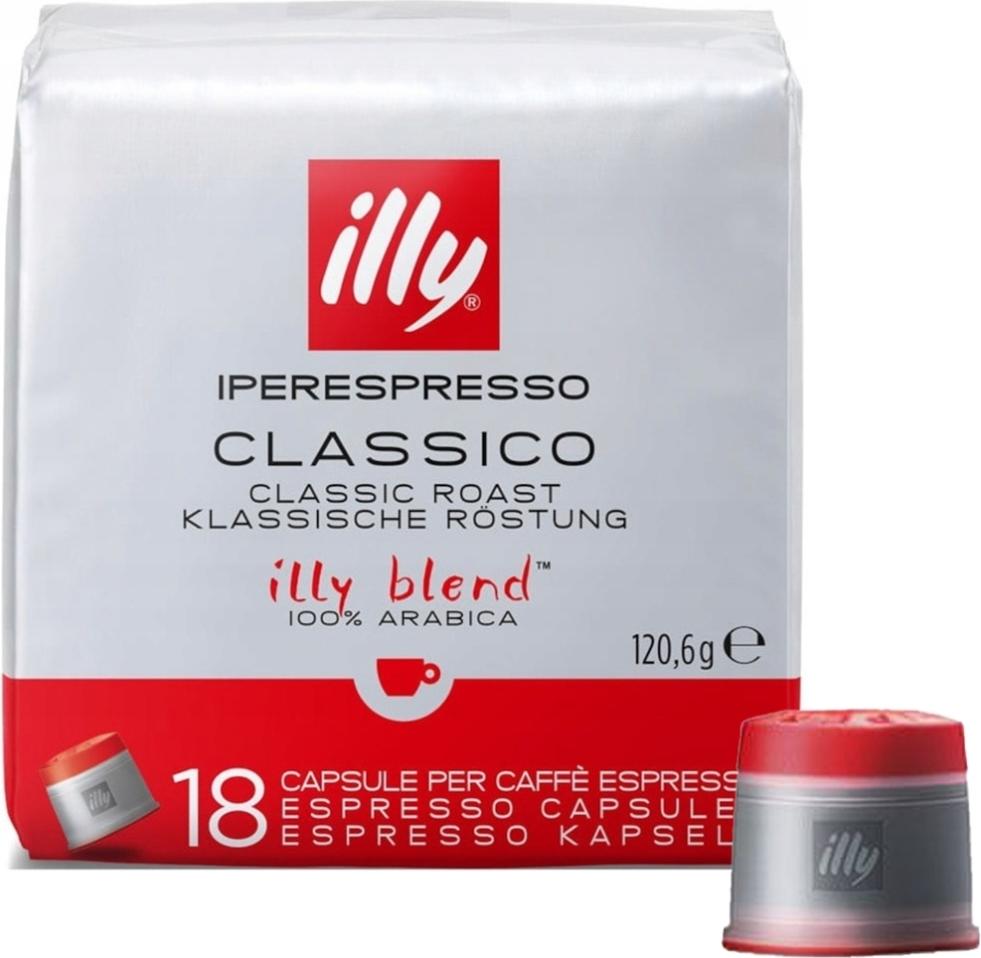 illy®
IPERESPRESSO
CLASSICO
CLASSIC ROAST
KLASSISCHE RÖSTUNG
illy blend™
100% ARABICA
120,6g ℮
illy
18 CAPSULE PER CAFFÈ ESPRESS
ESPRESSO CAPSULE
ESPRESSO KAPSEL
illy